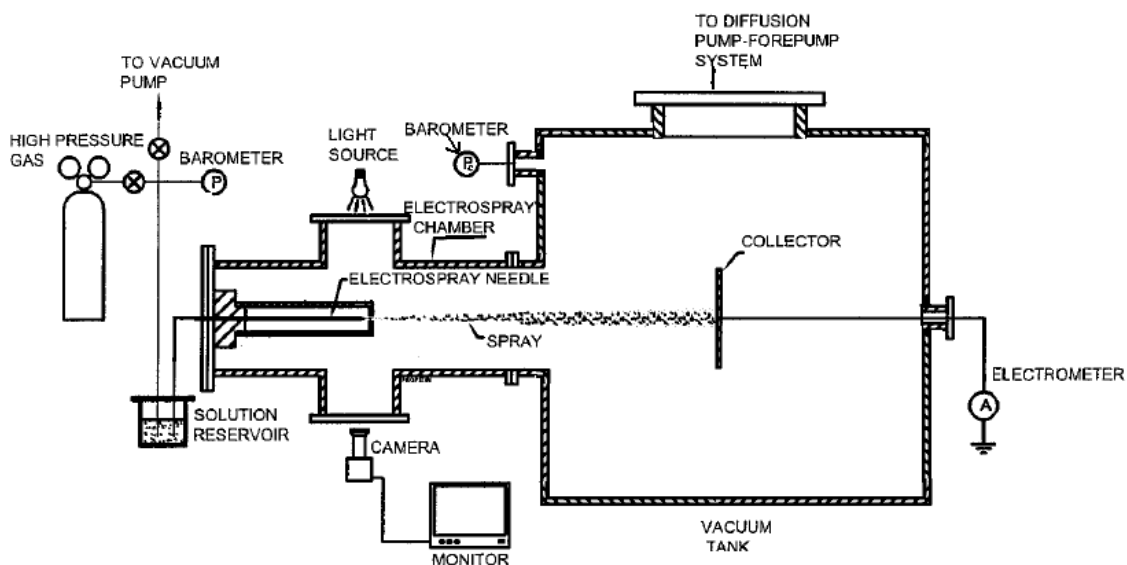 TO DIFFUSION
PUMP-FOREPUMP
SYSTEM
TO VACUUM
PUMP
HIGH PRESSURE
GAS
BAROMETER
P
LIGHT
SOURCE
BAROMETER
Pc
ELECTROSPRAY
CHAMBER
COLLECTOR
ELECTROSPRAY NEEDLE
SPRAY
ELECTROMETER
A
SOLUTION
RESERVOIR
CAMERA
MONITOR
VACUUM
TANK